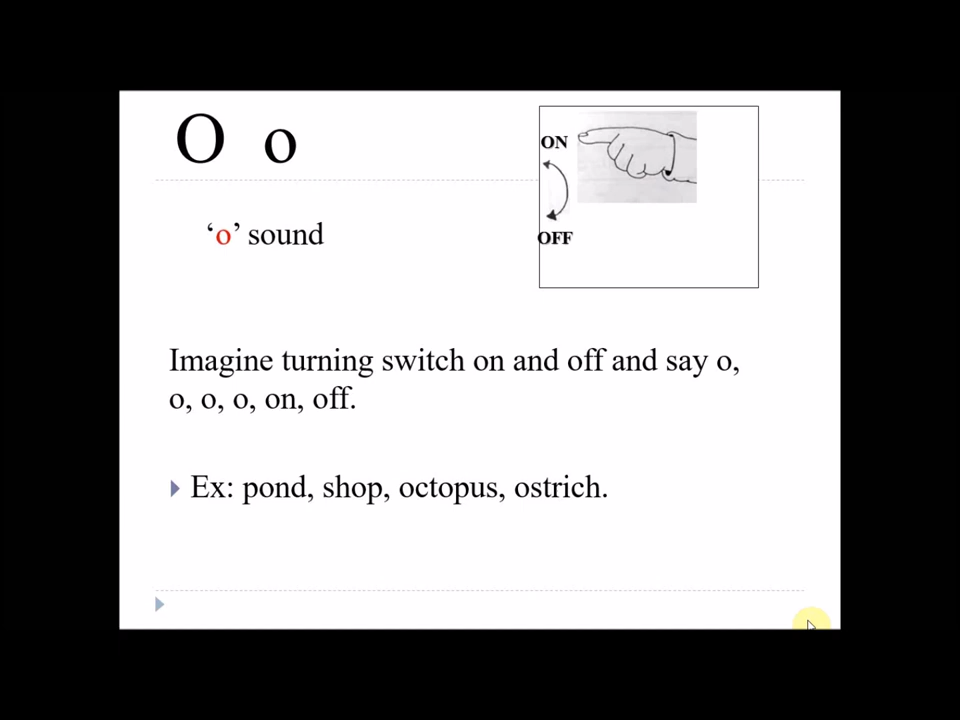 O o
ON
OFF
‘o’ sound
Imagine turning switch on and off and say o,
o, o, o, on, off.
Ex: pond, shop, octopus, ostrich.